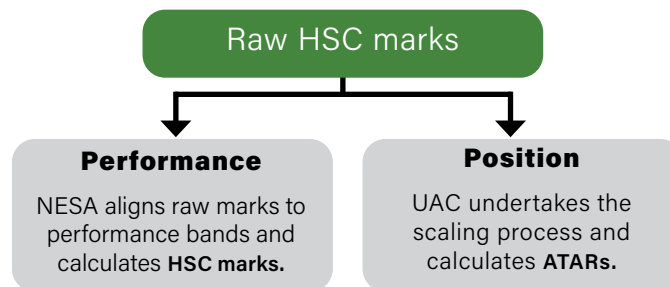 Raw HSC marks
Performance
NESA aligns raw marks to
performance bands and
calculates HSC marks.
Position
UAC undertakes the
scaling process and
calculates ATARs.